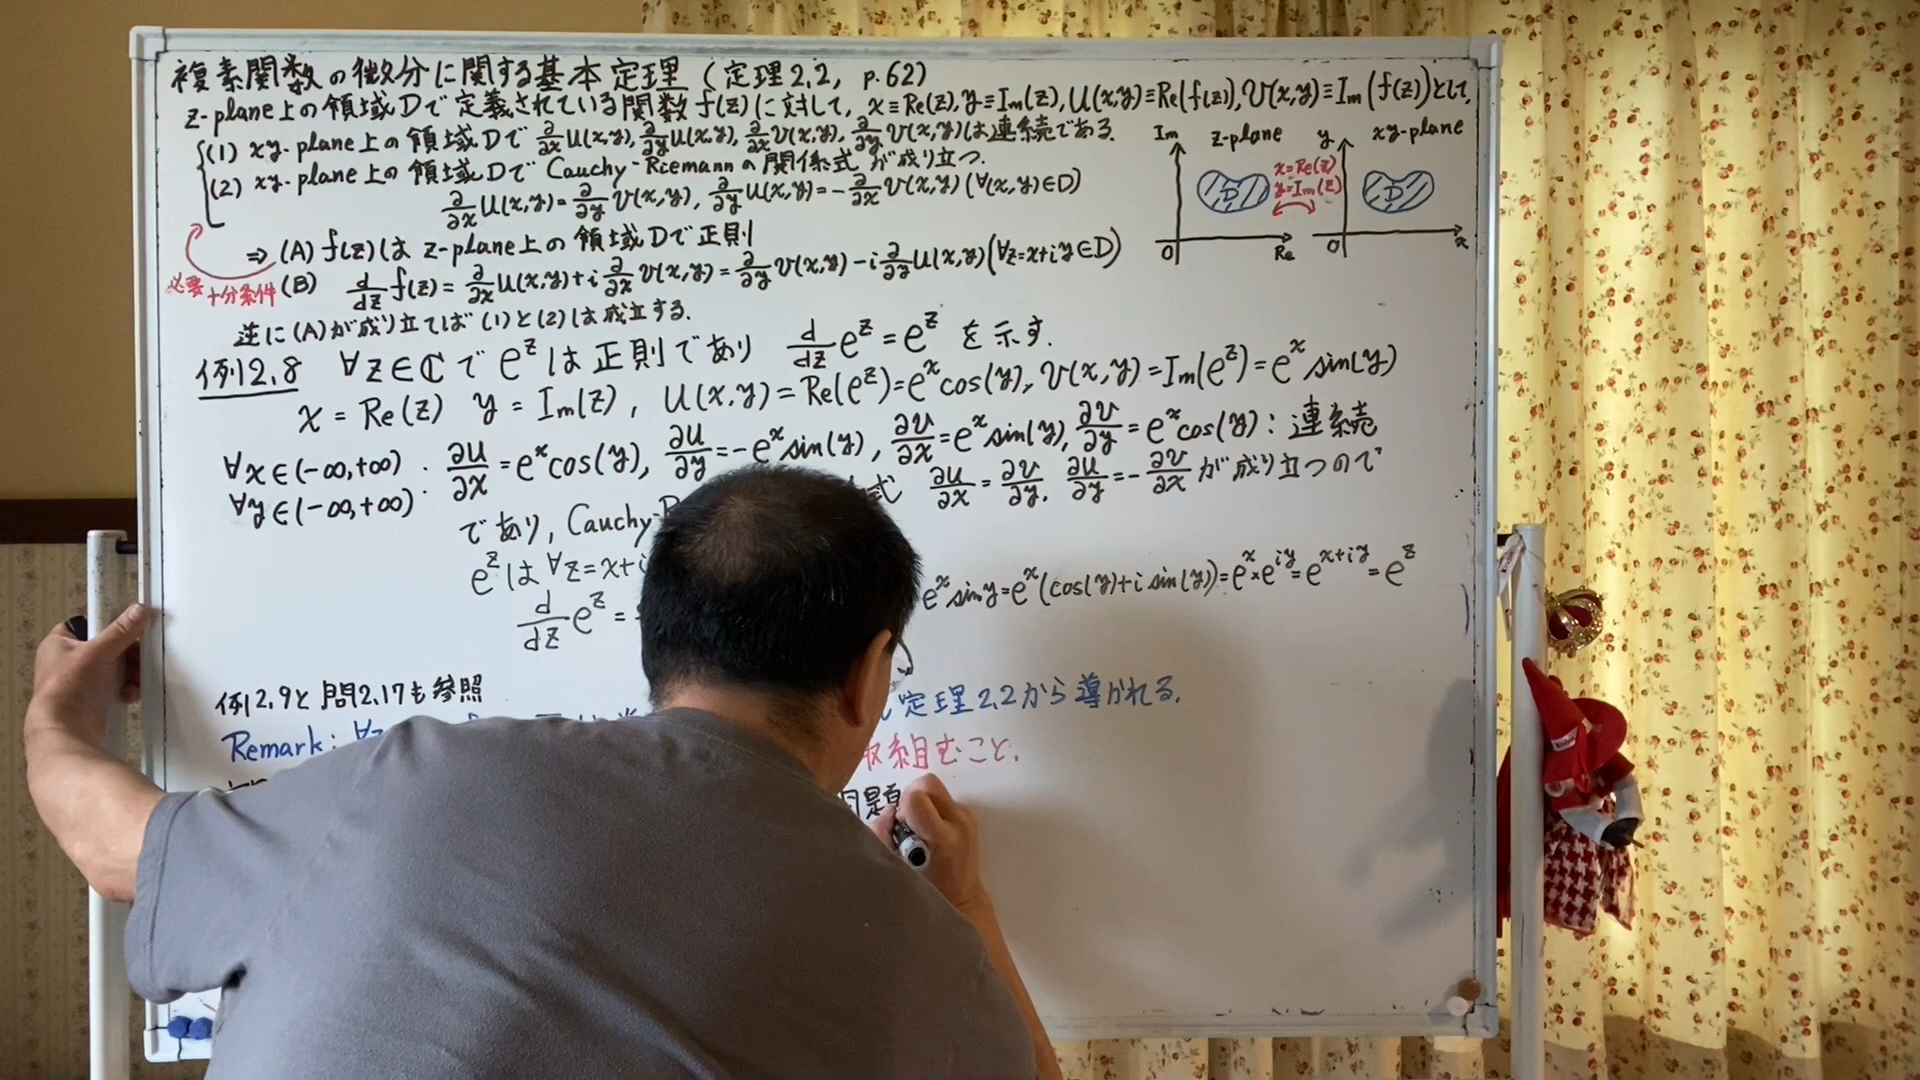 複素関数の微分に関する基本定理 (定理2.2, p.62)
z-plane上の領域Dで定義されている関数 f(z)に対して, x≡Re(z), y≡Im(z), U(x,y)≡Re(f(z)), V(x,y)≡Im(f(z))として,
(1) xy-plane上の領域Dで ∂/∂x U(x,y), ∂/∂y U(x,y), ∂/∂x V(x,y), ∂/∂y V(x,y)は連続である.
(2) xy-plane上の領域Dで Cauchy-Riemannの関係式が成り立つ.
∂/∂x U(x,y)=∂/∂y V(x,y), ∂/∂y U(x,y)=-∂/∂x V(x,y) (∀(x,y)∈D)
⇒ (A) f(z)は z-plane上の領域Dで正則
必要十分条件
(B) d/dz f(z)=∂/∂x U(x,y)+i ∂/∂x V(x,y)=∂/∂y V(x,y)-i ∂/∂y U(x,y) (∀z=x+iy∈D)
逆に(A)が成り立てば(1)と(2)は成立する.
Im z-plane y xy-plane
x=Re(z)
y=Im(z)
D D
0 Re 0 x
例2.8 ∀z∈ℂで e^z は正則であり d/dz e^z = e^z を示す.
x = Re(z) y = Im(z), U(x,y)=Re(e^z)=e^x cos(y), V(x,y)=Im(e^z)=e^x sin(y)
∀x∈(-∞,+∞) : ∂U/∂x=e^x cos(y), ∂U/∂y=-e^x sin(y), ∂V/∂x=e^x sin(y), ∂V/∂y=e^x cos(y) : 連続
∀y∈(-∞,+∞)
であり, Cauchy-R 式 ∂U/∂x=∂V/∂y, ∂U/∂y=-∂V/∂x が成り立つので
e^z は ∀z=x+i
d/dz e^z = e^x sin y=e^x(cos(y)+i sin(y))=e^x×e^{iy}=e^{x+iy}=e^z
例2.9と問2.17も参照
Remark: 定理2.2から導かれる.
組むこと.
問題